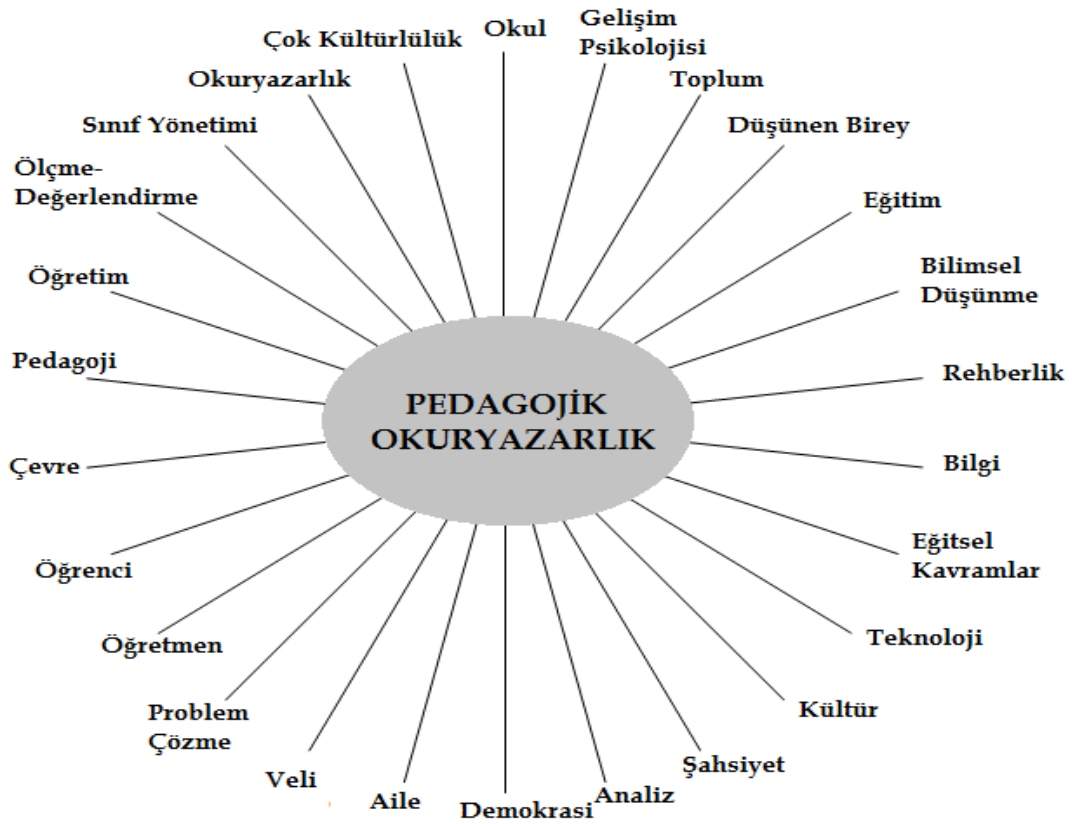 Okul
Gelişim
Psikolojisi
Toplum
Düşünen Birey
Eğitim
Bilimsel
Düşünme
Rehberlik
Bilgi
Eğitsel
Kavramlar
Teknoloji
Kültür
Şahsiyet
Analiz
Demokrasi
Aile
Veli
Problem
Çözme
Öğretmen
Öğrenci
Çevre
Pedagoji
Öğretim
Ölçme-
Değerlendirme
Sınıf Yönetimi
Okuryazarlık
Çok Kültürlülük
PEDAGOJİK
OKURYAZARLIK